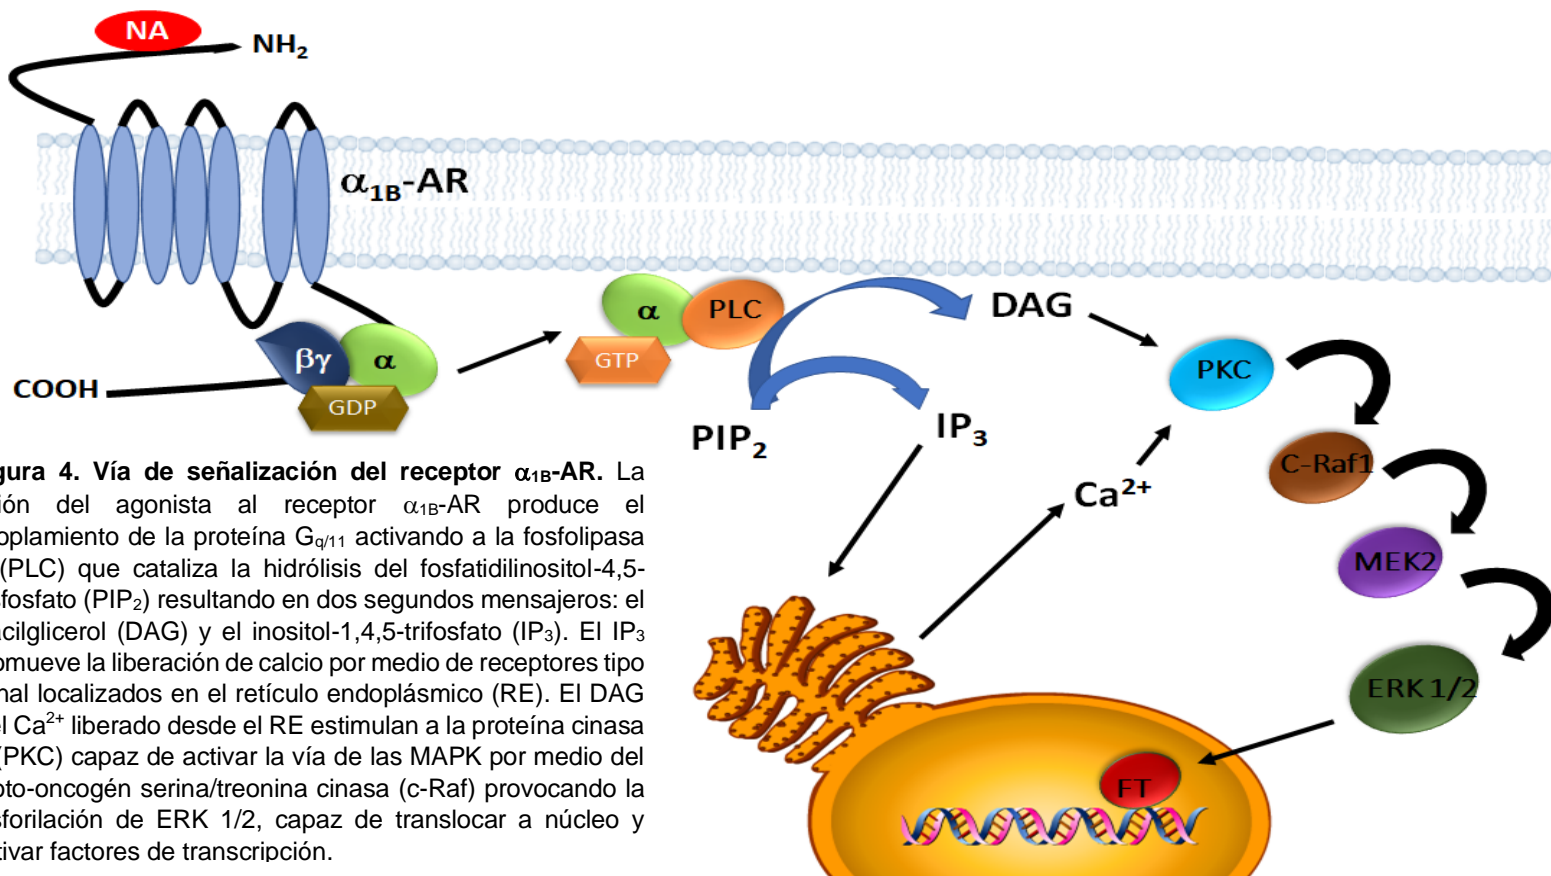 NA
NH₂
α₁B-AR
βγ
α
GDP
COOH
α
PLC
GTP
DAG
PIP₂
IP₃
Ca²⁺
PKC
C-Raf1
MEK2
ERK 1/2
FT
gura 4. Vía de señalización del receptor α₁B-AR. La
ión del agonista al receptor α₁B-AR produce el
oplamiento de la proteína Gq/11 activando a la fosfolipasa
(PLC) que cataliza la hidrólisis del fosfatidilinositol-4,5-
sfosfato (PIP₂) resultando en dos segundos mensajeros: el
acilglicerol (DAG) y el inositol-1,4,5-trifosfato (IP₃). El IP₃
omueve la liberación de calcio por medio de receptores tipo
nal localizados en el retículo endoplásmico (RE). El DAG
el Ca²⁺ liberado desde el RE estimulan a la proteína cinasa
(PKC) capaz de activar la vía de las MAPK por medio del
oto-oncogén serina/treonina cinasa (c-Raf) provocando la
sforilación de ERK 1/2, capaz de translocar a núcleo y
tivar factores de transcripción.